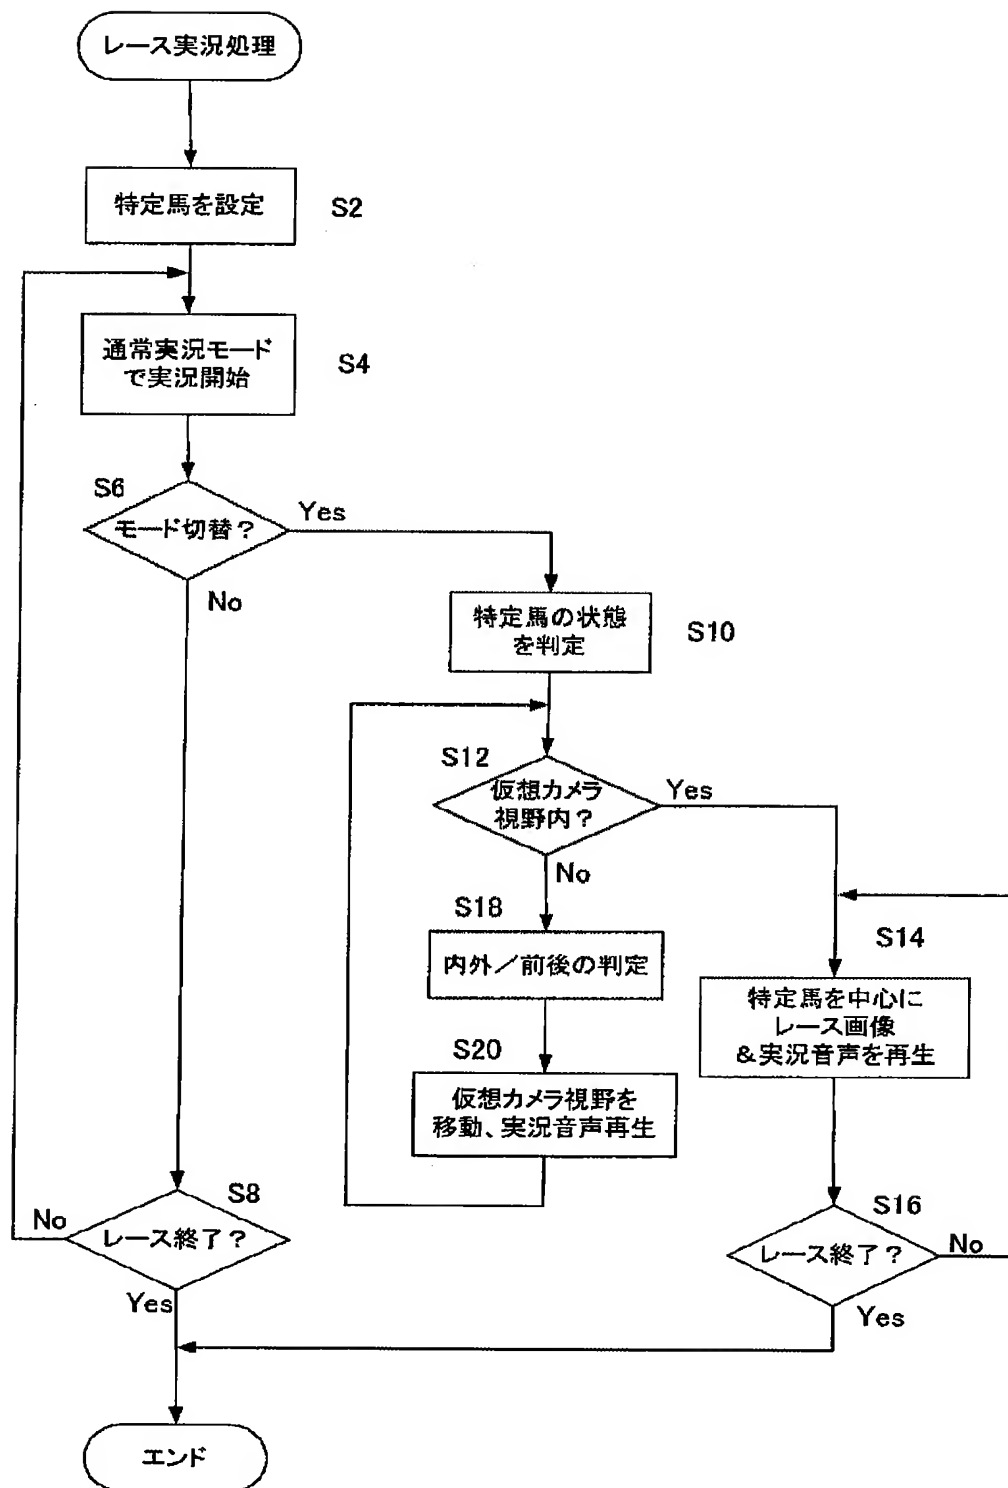 レース実況処理
特定馬を設定
S2
通常実況モード
で実況開始
S4
S6
モード切替？
Yes
No
特定馬の状態
を判定
S10
S12
仮想カメラ
視野内？
Yes
No
S18
内外／前後の判定
S14
特定馬を中心に
レース画像
＆実況音声を再生
S20
仮想カメラ視野を
移動、実況音声再生
S8
No
レース終了？
Yes
S16
レース終了？
No
Yes
エンド